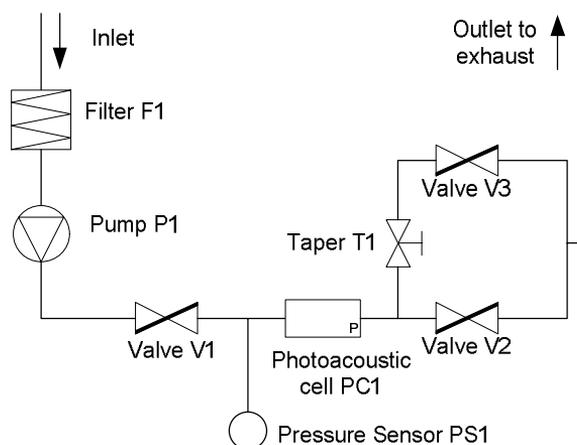 Inlet
Outlet to
exhaust
Filter F1
Valve V3
Pump P1
Taper T1
P
Valve V1
Valve V2
Photoacoustic
cell PC1
Pressure Sensor PS1